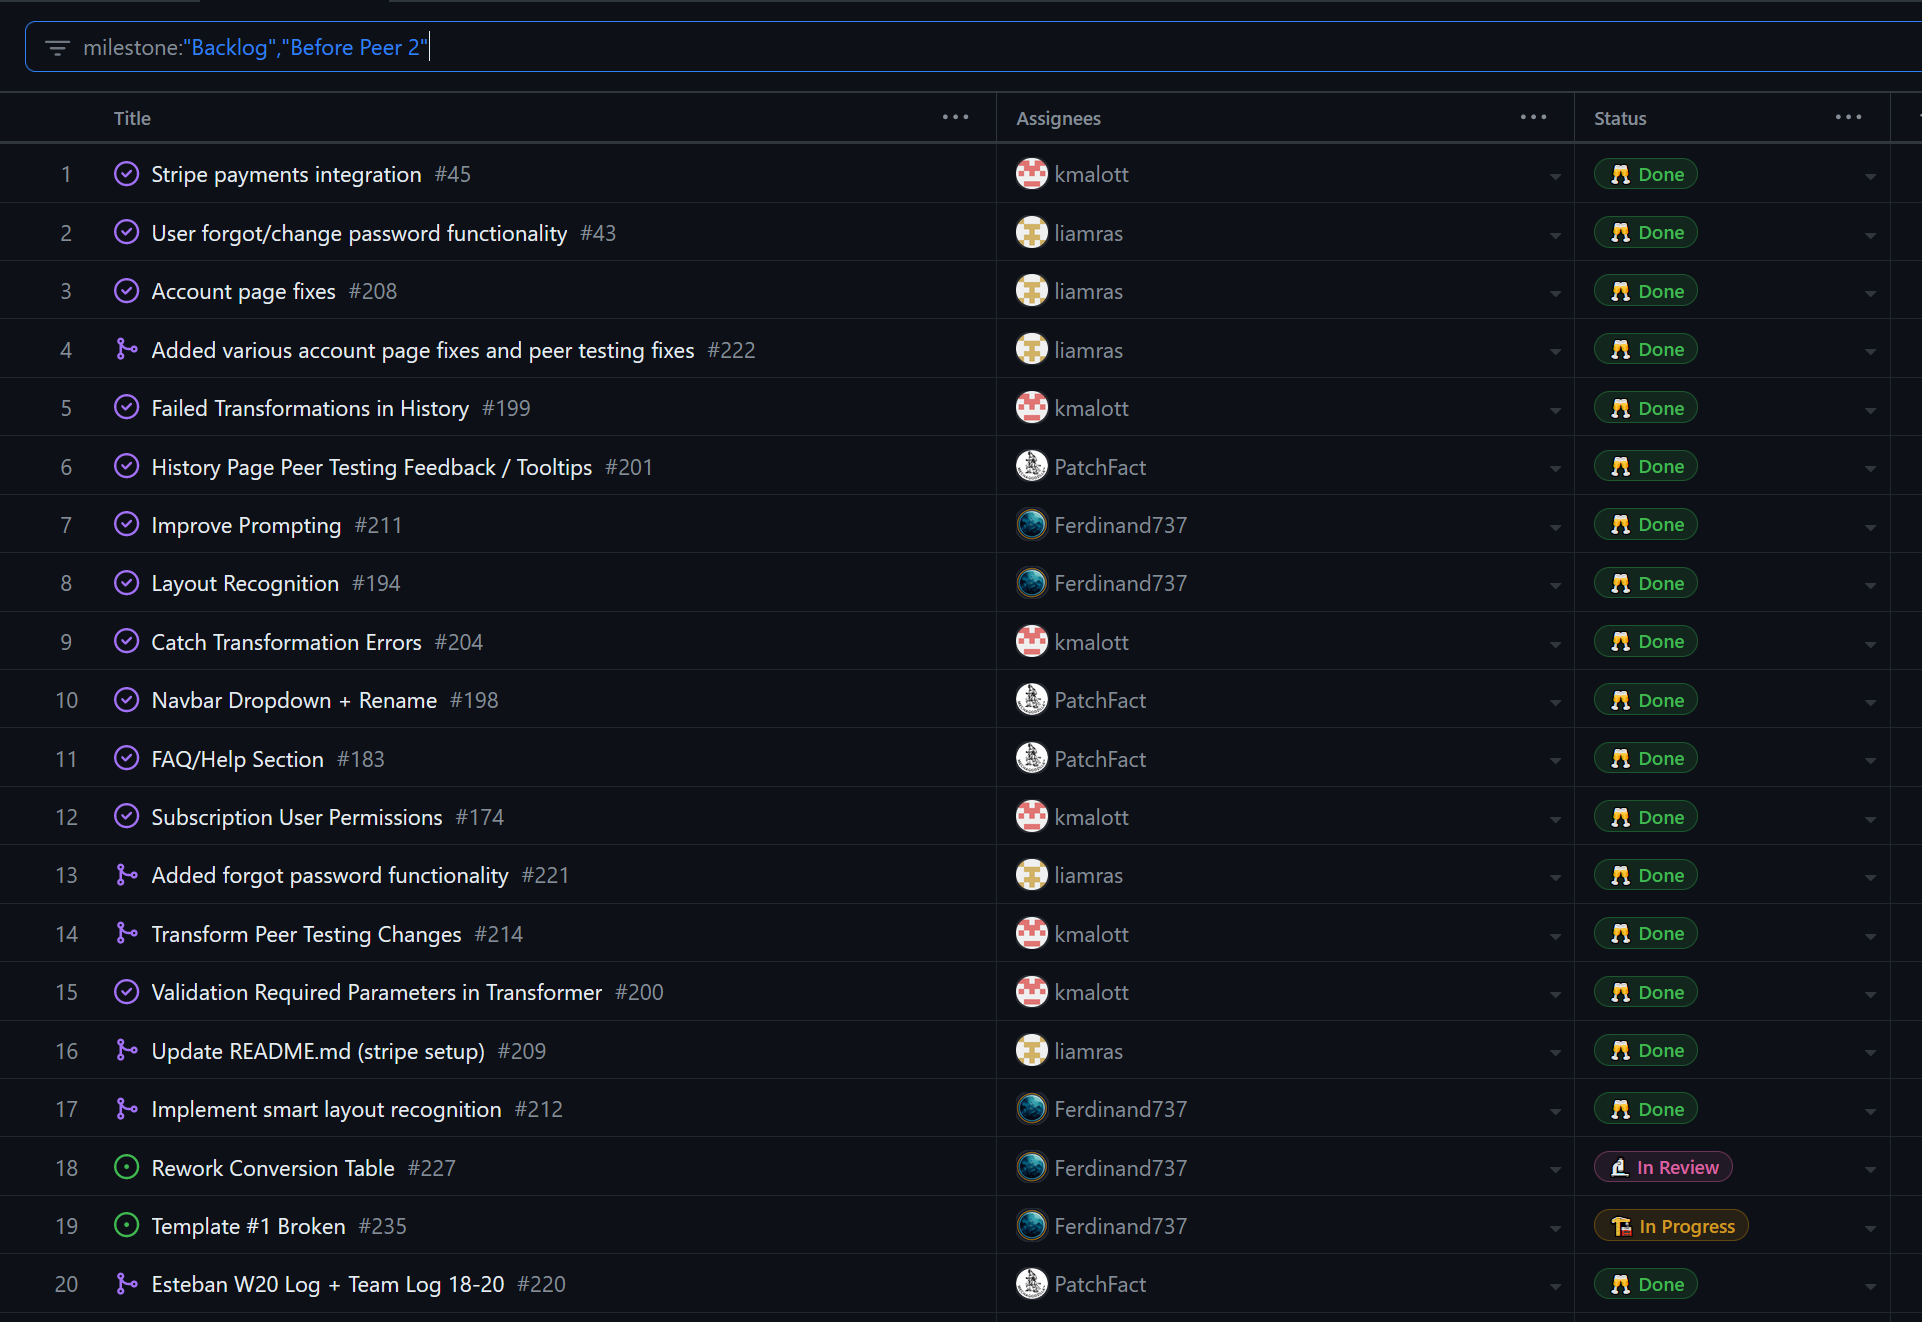 milestone:"Backlog","Before Peer 2"
Title ... Assignees ... Status ...
1 Stripe payments integration #45 kmalott Done
2 User forgot/change password functionality #43 liamras Done
3 Account page fixes #208 liamras Done
4 Added various account page fixes and peer testing fixes #222 liamras Done
5 Failed Transformations in History #199 kmalott Done
6 History Page Peer Testing Feedback / Tooltips #201 PatchFact Done
7 Improve Prompting #211 Ferdinand737 Done
8 Layout Recognition #194 Ferdinand737 Done
9 Catch Transformation Errors #204 kmalott Done
10 Navbar Dropdown + Rename #198 PatchFact Done
11 FAQ/Help Section #183 PatchFact Done
12 Subscription User Permissions #174 kmalott Done
13 Added forgot password functionality #221 liamras Done
14 Transform Peer Testing Changes #214 kmalott Done
15 Validation Required Parameters in Transformer #200 kmalott Done
16 Update README.md (stripe setup) #209 liamras Done
17 Implement smart layout recognition #212 Ferdinand737 Done
18 Rework Conversion Table #227 Ferdinand737 In Review
19 Template #1 Broken #235 Ferdinand737 In Progress
20 Esteban W20 Log + Team Log 18-20 #220 PatchFact Done